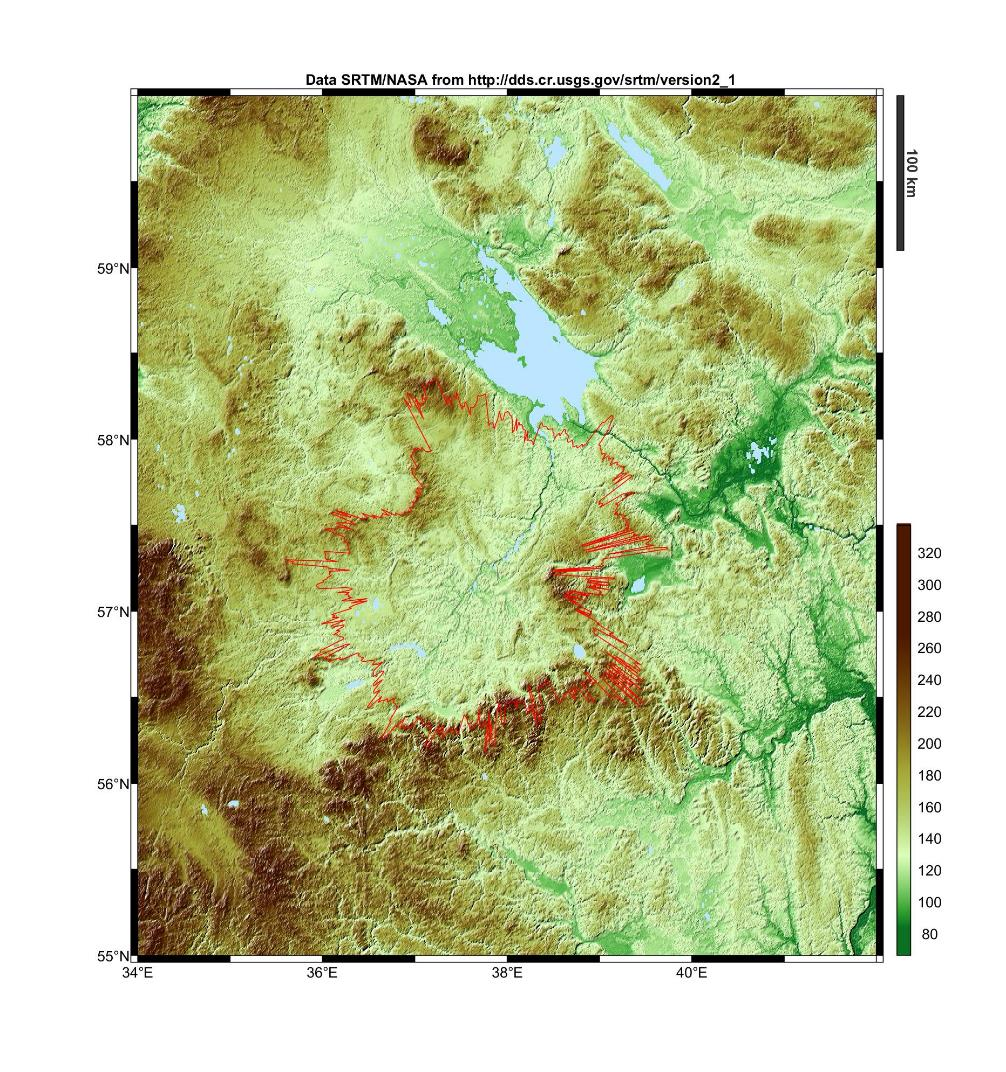 Data SRTM/NASA from http://dds.cr.usgs.gov/srtm/version2_1
100 km
59°N
58°N
57°N
56°N
55°N
34°E
36°E
38°E
40°E
320
300
280
260
240
220
200
180
160
140
120
100
80